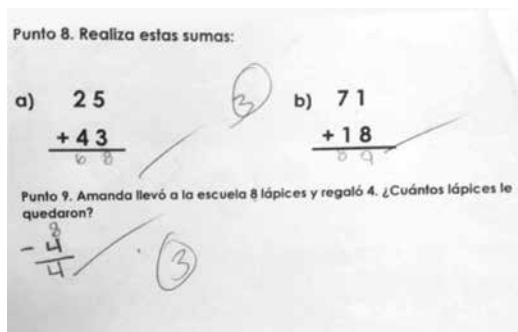 Punto 8. Realiza estas sumas:
a) 25 b) 71
+ 43 + 18
68 89
3
Punto 9. Amanda llevó a la escuela 8 lápices y regaló 4. ¿Cuántos lápices le
quedaron?
8
- 4
4
3